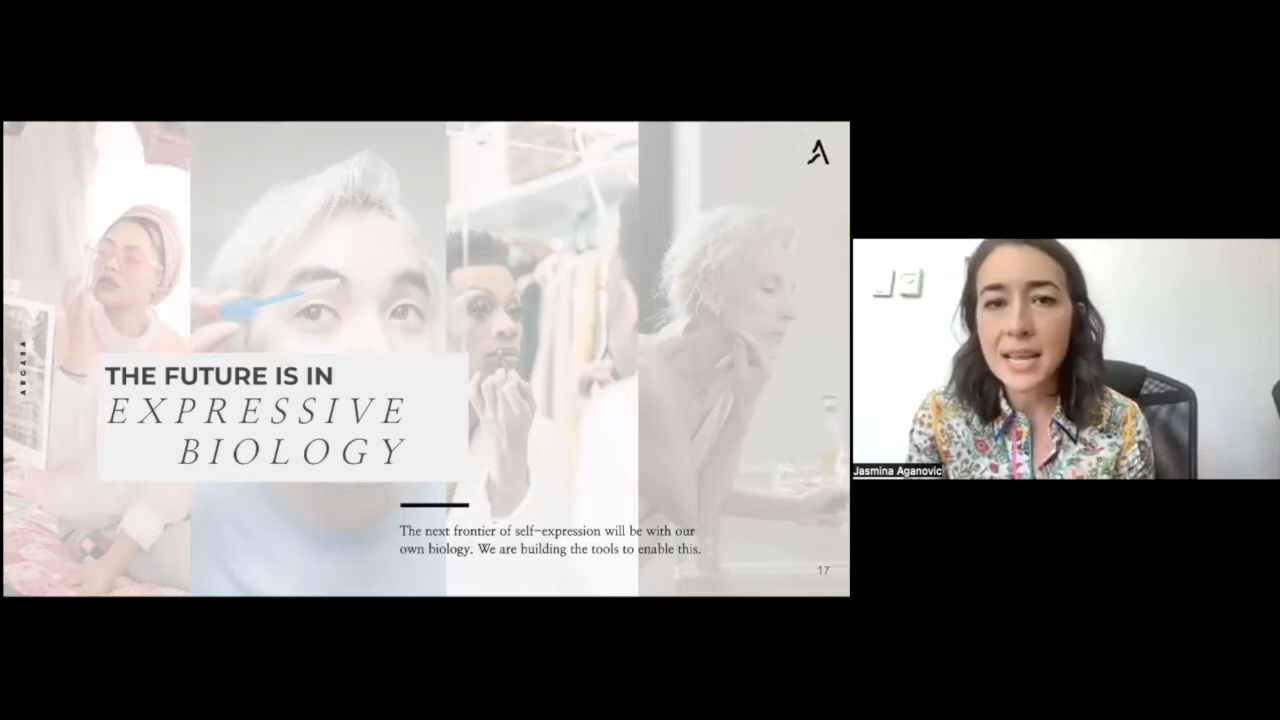 THE FUTURE IS IN
EXPRESSIVE
BIOLOGY
The next frontier of self-expression will be with our
own biology. We are building the tools to enable this.
17
ARCAEA
Jasmina Aganovic